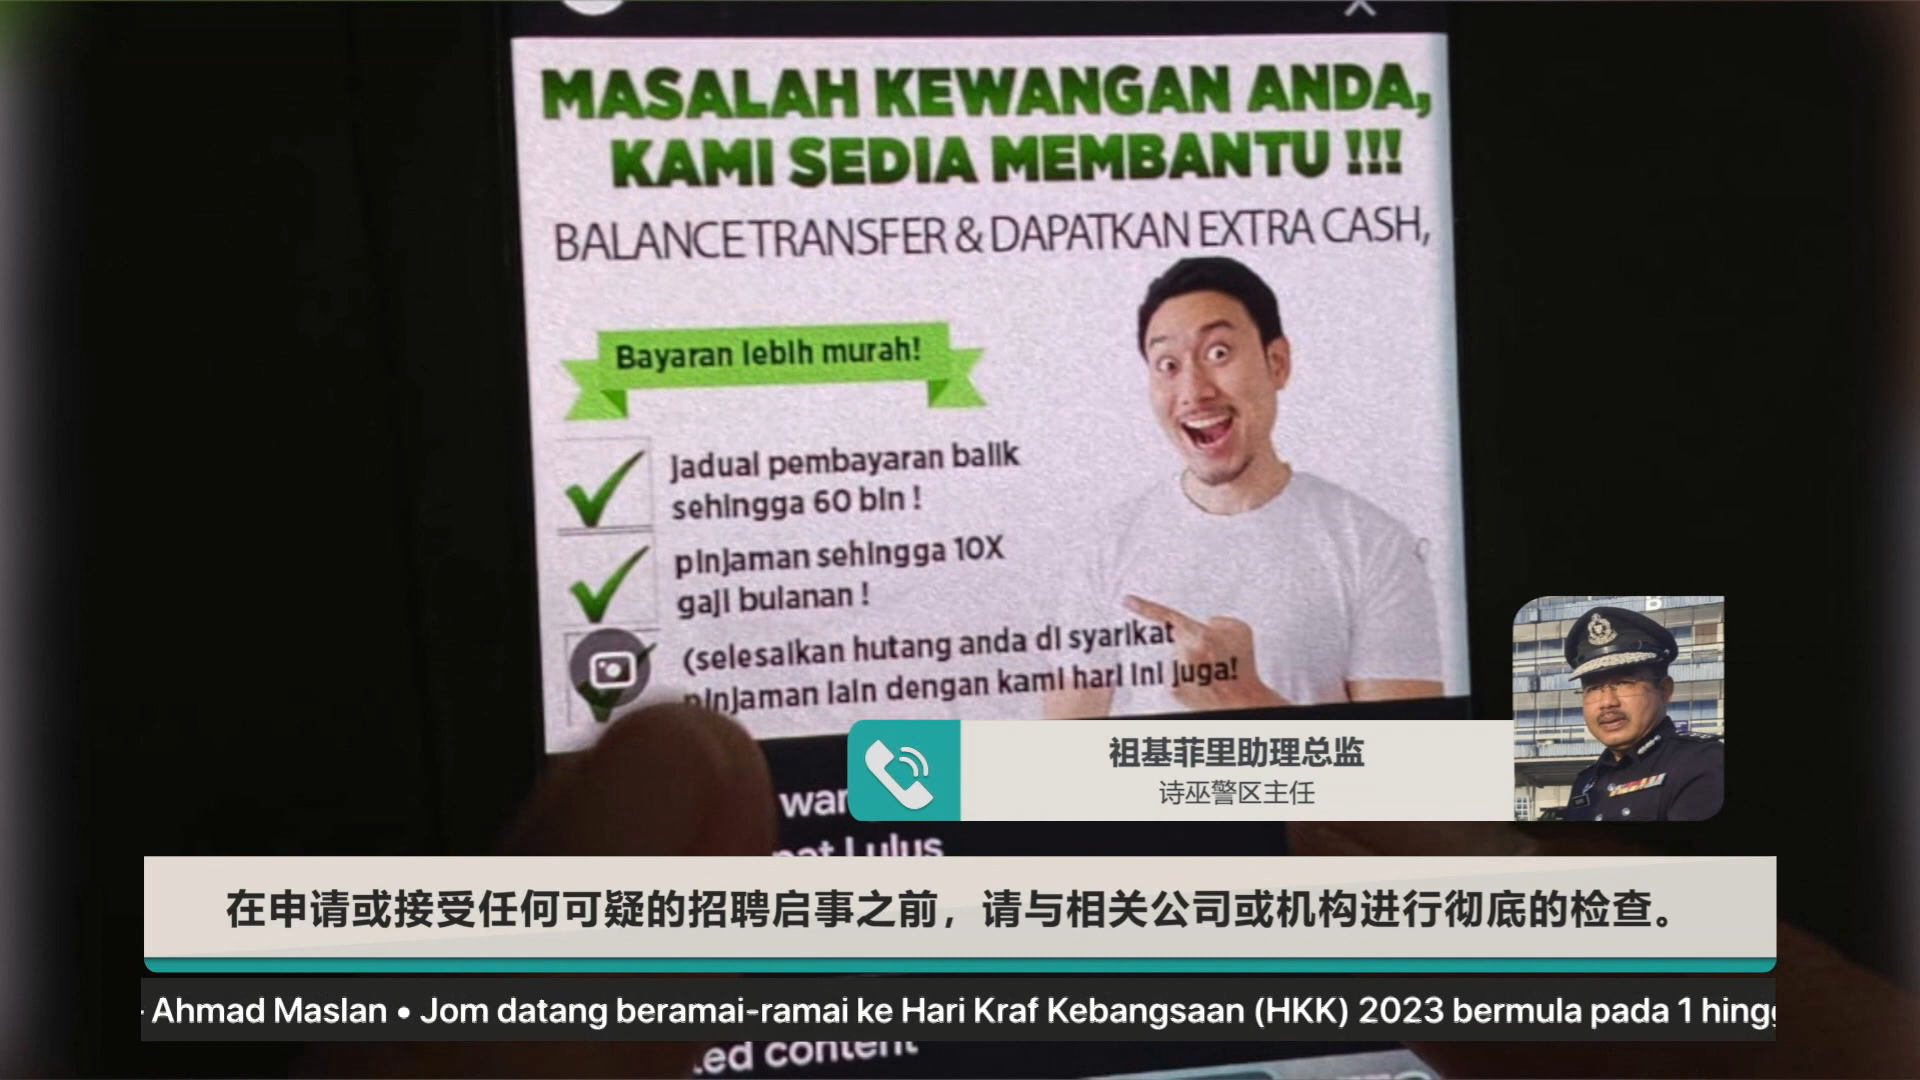 MASALAH KEWANGAN ANDA,
KAMI SEDIA MEMBANTU !!!
BALANCE TRANSFER & DAPATKAN EXTRA CASH,
Bayaran lebih murah!
Jadual pembayaran balik
sehingga 60 bln !
pinjaman sehingga 10X
gaji bulanan !
(selesaikan hutang anda di syarikat
pinjaman lain dengan kami hari ini juga!
B
祖基菲里助理总监
诗巫警区主任
Lulus
在申请或接受任何可疑的招聘启事之前，请与相关公司或机构进行彻底的检查。
- Ahmad Maslan • Jom datang beramai-ramai ke Hari Kraf Kebangsaan (HKK) 2023 bermula pada 1 hingg
content